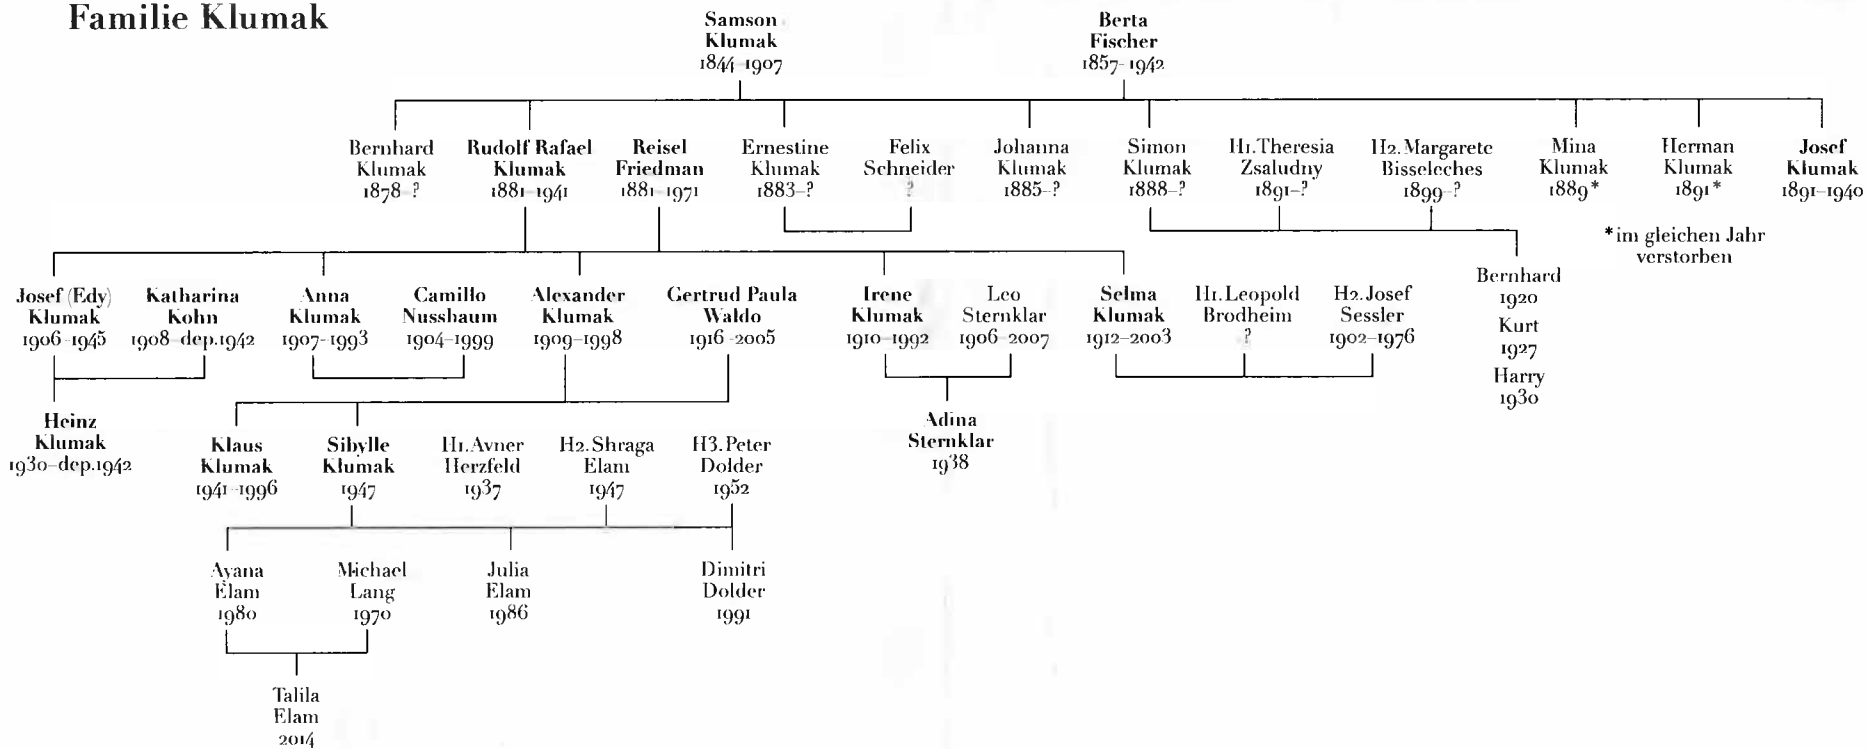 Familie Klumak
Samson
Klumak
1844–1907
Berta
Fischer
1857–1942
Bernhard
Klumak
1878–?
Rudolf Rafael
Klumak
1881–1941
Reisel
Friedman
1881–1971
Ernestine
Klumak
1883–?
Felix
Schneider
?
Johanna
Klumak
1885–?
Simon
Klumak
1888–?
H1.Theresia
Zsaludny
1891–?
H2.Margarete
Bisseleches
1899–?
Mina
Klumak
1889*
Herman
Klumak
1891*
Josef
Klumak
1891–1940
*im gleichen Jahr
verstorben
Josef (Edy)
Klumak
1906–1945
Katharina
Kohn
1908–dep.1942
Anna
Klumak
1907–1993
Camillo
Nussbaum
1904–1999
Alexander
Klumak
1909–1998
Gertrud Paula
Waldo
1916–2005
Irene
Klumak
1910–1992
Leo
Sternklar
1906–2007
Selma
Klumak
1912–2003
H1.Leopold
Brodheim
?
H2.Josef
Sessler
1902–1976
Bernhard
1920
Kurt
1927
Harry
1930
Heinz
Klumak
1930–dep.1942
Klaus
Klumak
1941–1996
Sibylle
Klumak
1947
H1.Avner
Herzfeld
1937
H2.Shraga
Elam
1947
H3.Peter
Dolder
1952
Adina
Sternklar
1938
Ayana
Elam
1980
Michael
Lang
1970
Julia
Elam
1986
Dimitri
Dolder
1991
Talila
Elam
2014